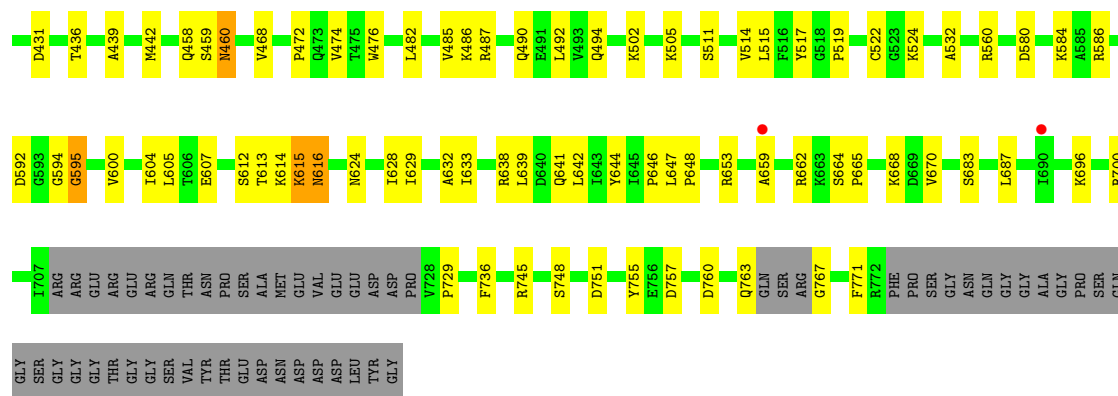 D431 T436 A439 M442 Q458 S459 N460 V468 P472 Q473 V474 T475 W476 L482 V485 K486 R487 Q490 E491 L492 V493 Q494 K502 K505 S511 V514 L515 F516 Y517 G518 P519 C522 G523 K524 A532 R560 D580 K584 A585 R586
D592 G593 G594 G595 V600 I604 L605 T606 E607 S612 T613 K614 K615 N616 N624 I628 I629 A632 I633 R638 L639 D640 Q641 L642 I643 Y644 I645 P646 L647 P648 R653 A659 R662 K663 S664 P665 K668 D669 V670 S683 L687 I690 K696
I707 ARG ARG GLU ARG GLU ARG GLN THR ASN PRO SER ALA MET GLU VAL GLU GLU ASP ASP PRO V728 P729 F736 R745 S748 D751 Y755 E756 D757 D760 Q763 GLN SER ARG G767 F771 R772 PHE PRO SER GLY ASN GLN GLY GLY ALA GLY PRO SER GLN
GLY SER GLY GLY GLY THR GLY GLY SER VAL TYR THR GLU ASP ASN ASP ASP ASP LEU TYR GLY